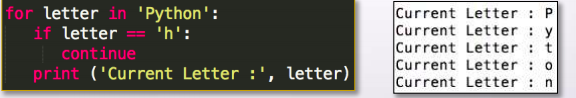 for letter in 'Python':
   if letter == 'h':
      continue
   print ('Current Letter :', letter)
Current Letter : P
Current Letter : y
Current Letter : t
Current Letter : o
Current Letter : n